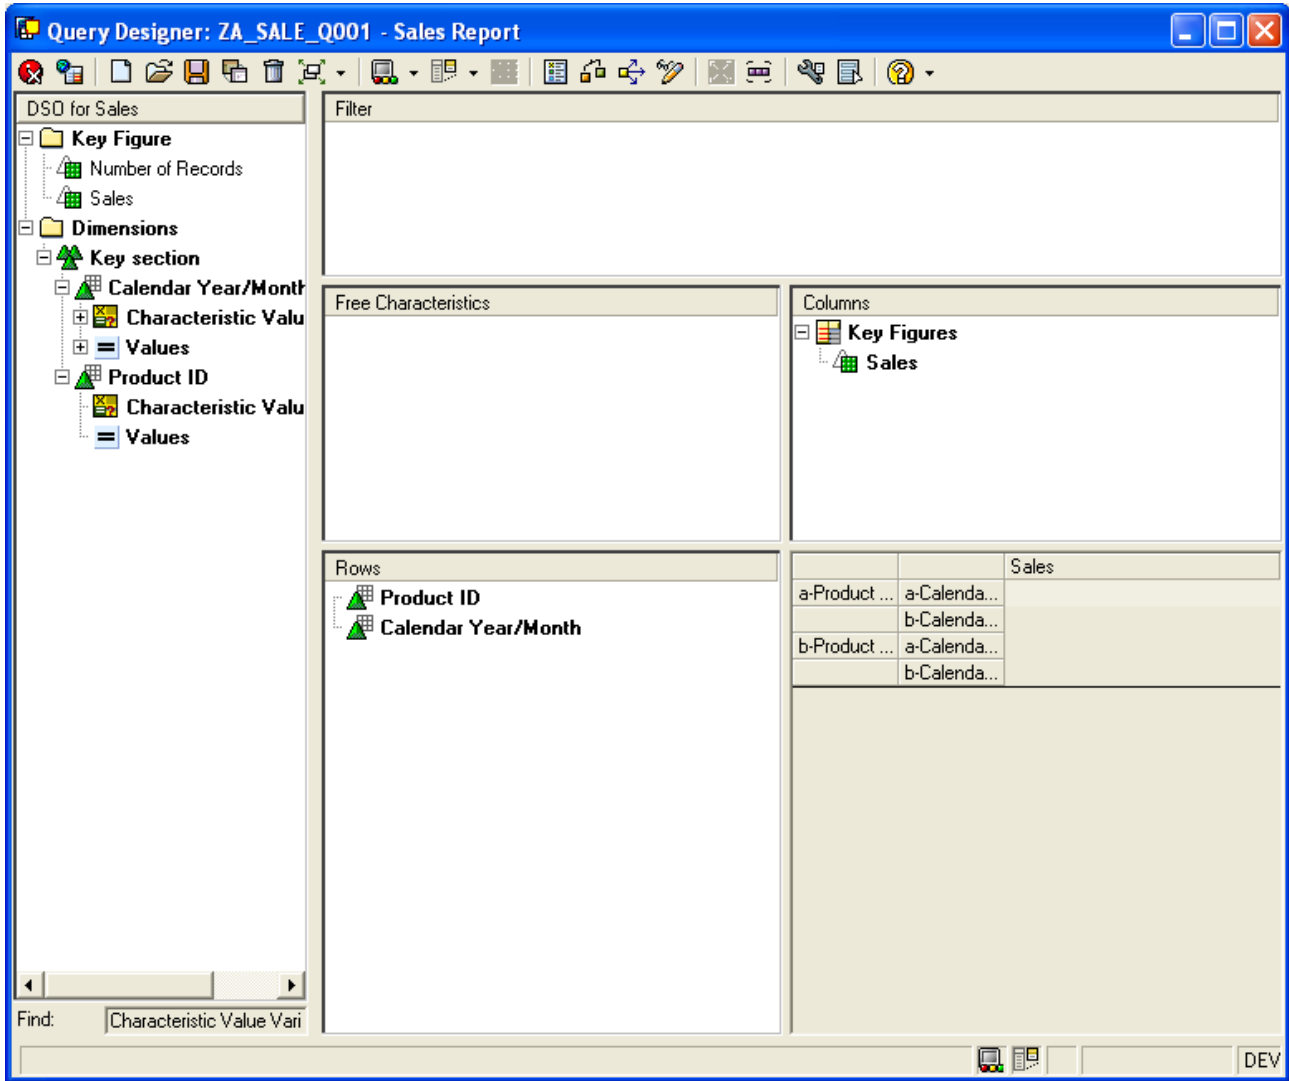 Query Designer: ZA_SALE_Q001 - Sales Report
DSO for Sales
Key Figure
Number of Records
Sales
Dimensions
Key section
Calendar Year/Month
Characteristic Valu
Values
Product ID
Characteristic Valu
Values
Find: Characteristic Value Vari
Filter
Free Characteristics
Columns
Key Figures
Sales
Rows
Product ID
Calendar Year/Month
Sales
a-Product ... a-Calenda...
b-Calenda...
b-Product ... a-Calenda...
b-Calenda...
DEV